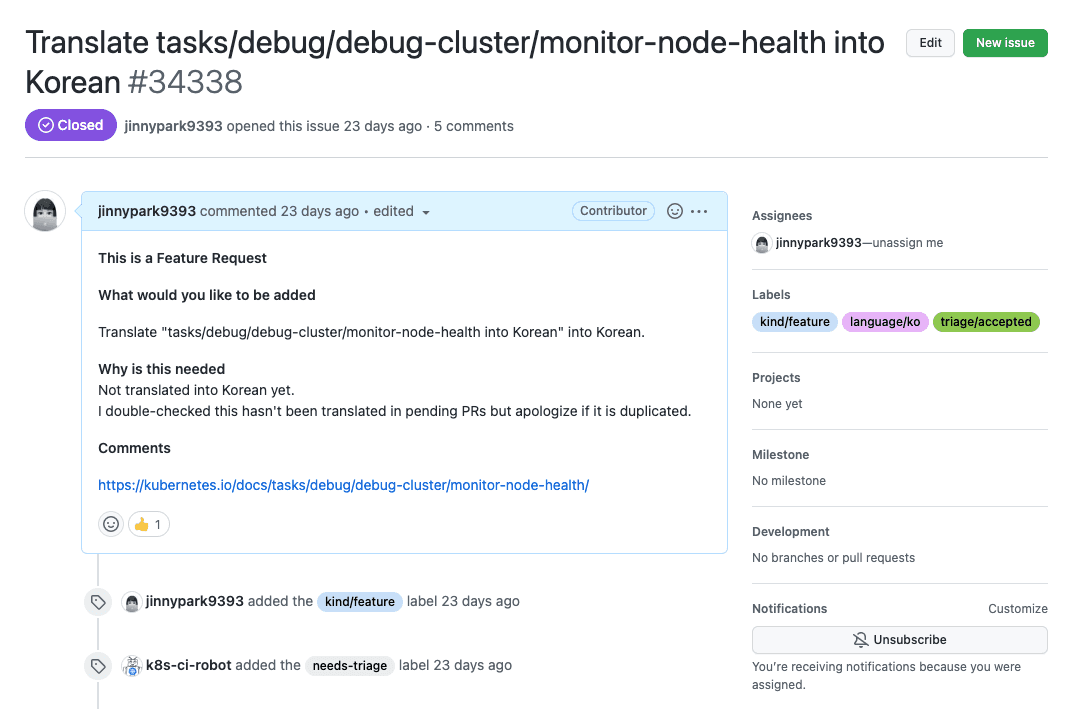 Translate tasks/debug/debug-cluster/monitor-node-health into
Korean #34338
Edit
New issue
Closed
jinnypark9393 opened this issue 23 days ago · 5 comments
jinnypark9393 commented 23 days ago • edited
Contributor
This is a Feature Request
What would you like to be added
Translate "tasks/debug/debug-cluster/monitor-node-health into Korean" into Korean.
Why is this needed
Not translated into Korean yet.
I double-checked this hasn't been translated in pending PRs but apologize if it is duplicated.
Comments
https://kubernetes.io/docs/tasks/debug/debug-cluster/monitor-node-health/
1
jinnypark9393 added the kind/feature label 23 days ago
k8s-ci-robot added the needs-triage label 23 days ago
Assignees
jinnypark9393—unassign me
Labels
kind/feature language/ko triage/accepted
Projects
None yet
Milestone
No milestone
Development
No branches or pull requests
Notifications
Customize
Unsubscribe
You're receiving notifications because you were
assigned.